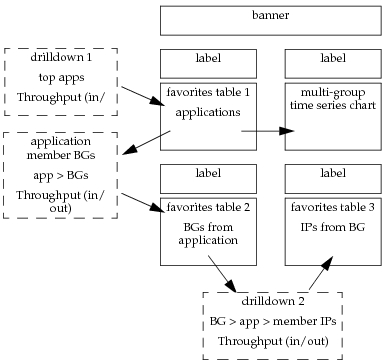 banner
drilldown 1
top apps
Throughput (in/
label
label
favorites table 1
applications
multi-group
time series chart
application
member BGs
app > BGs
Throughput (in/
out)
label
label
favorites table 2
BGs from
application
favorites table 3
IPs from BG
drilldown 2
BG > app > member IPs
Throughput (in/out)